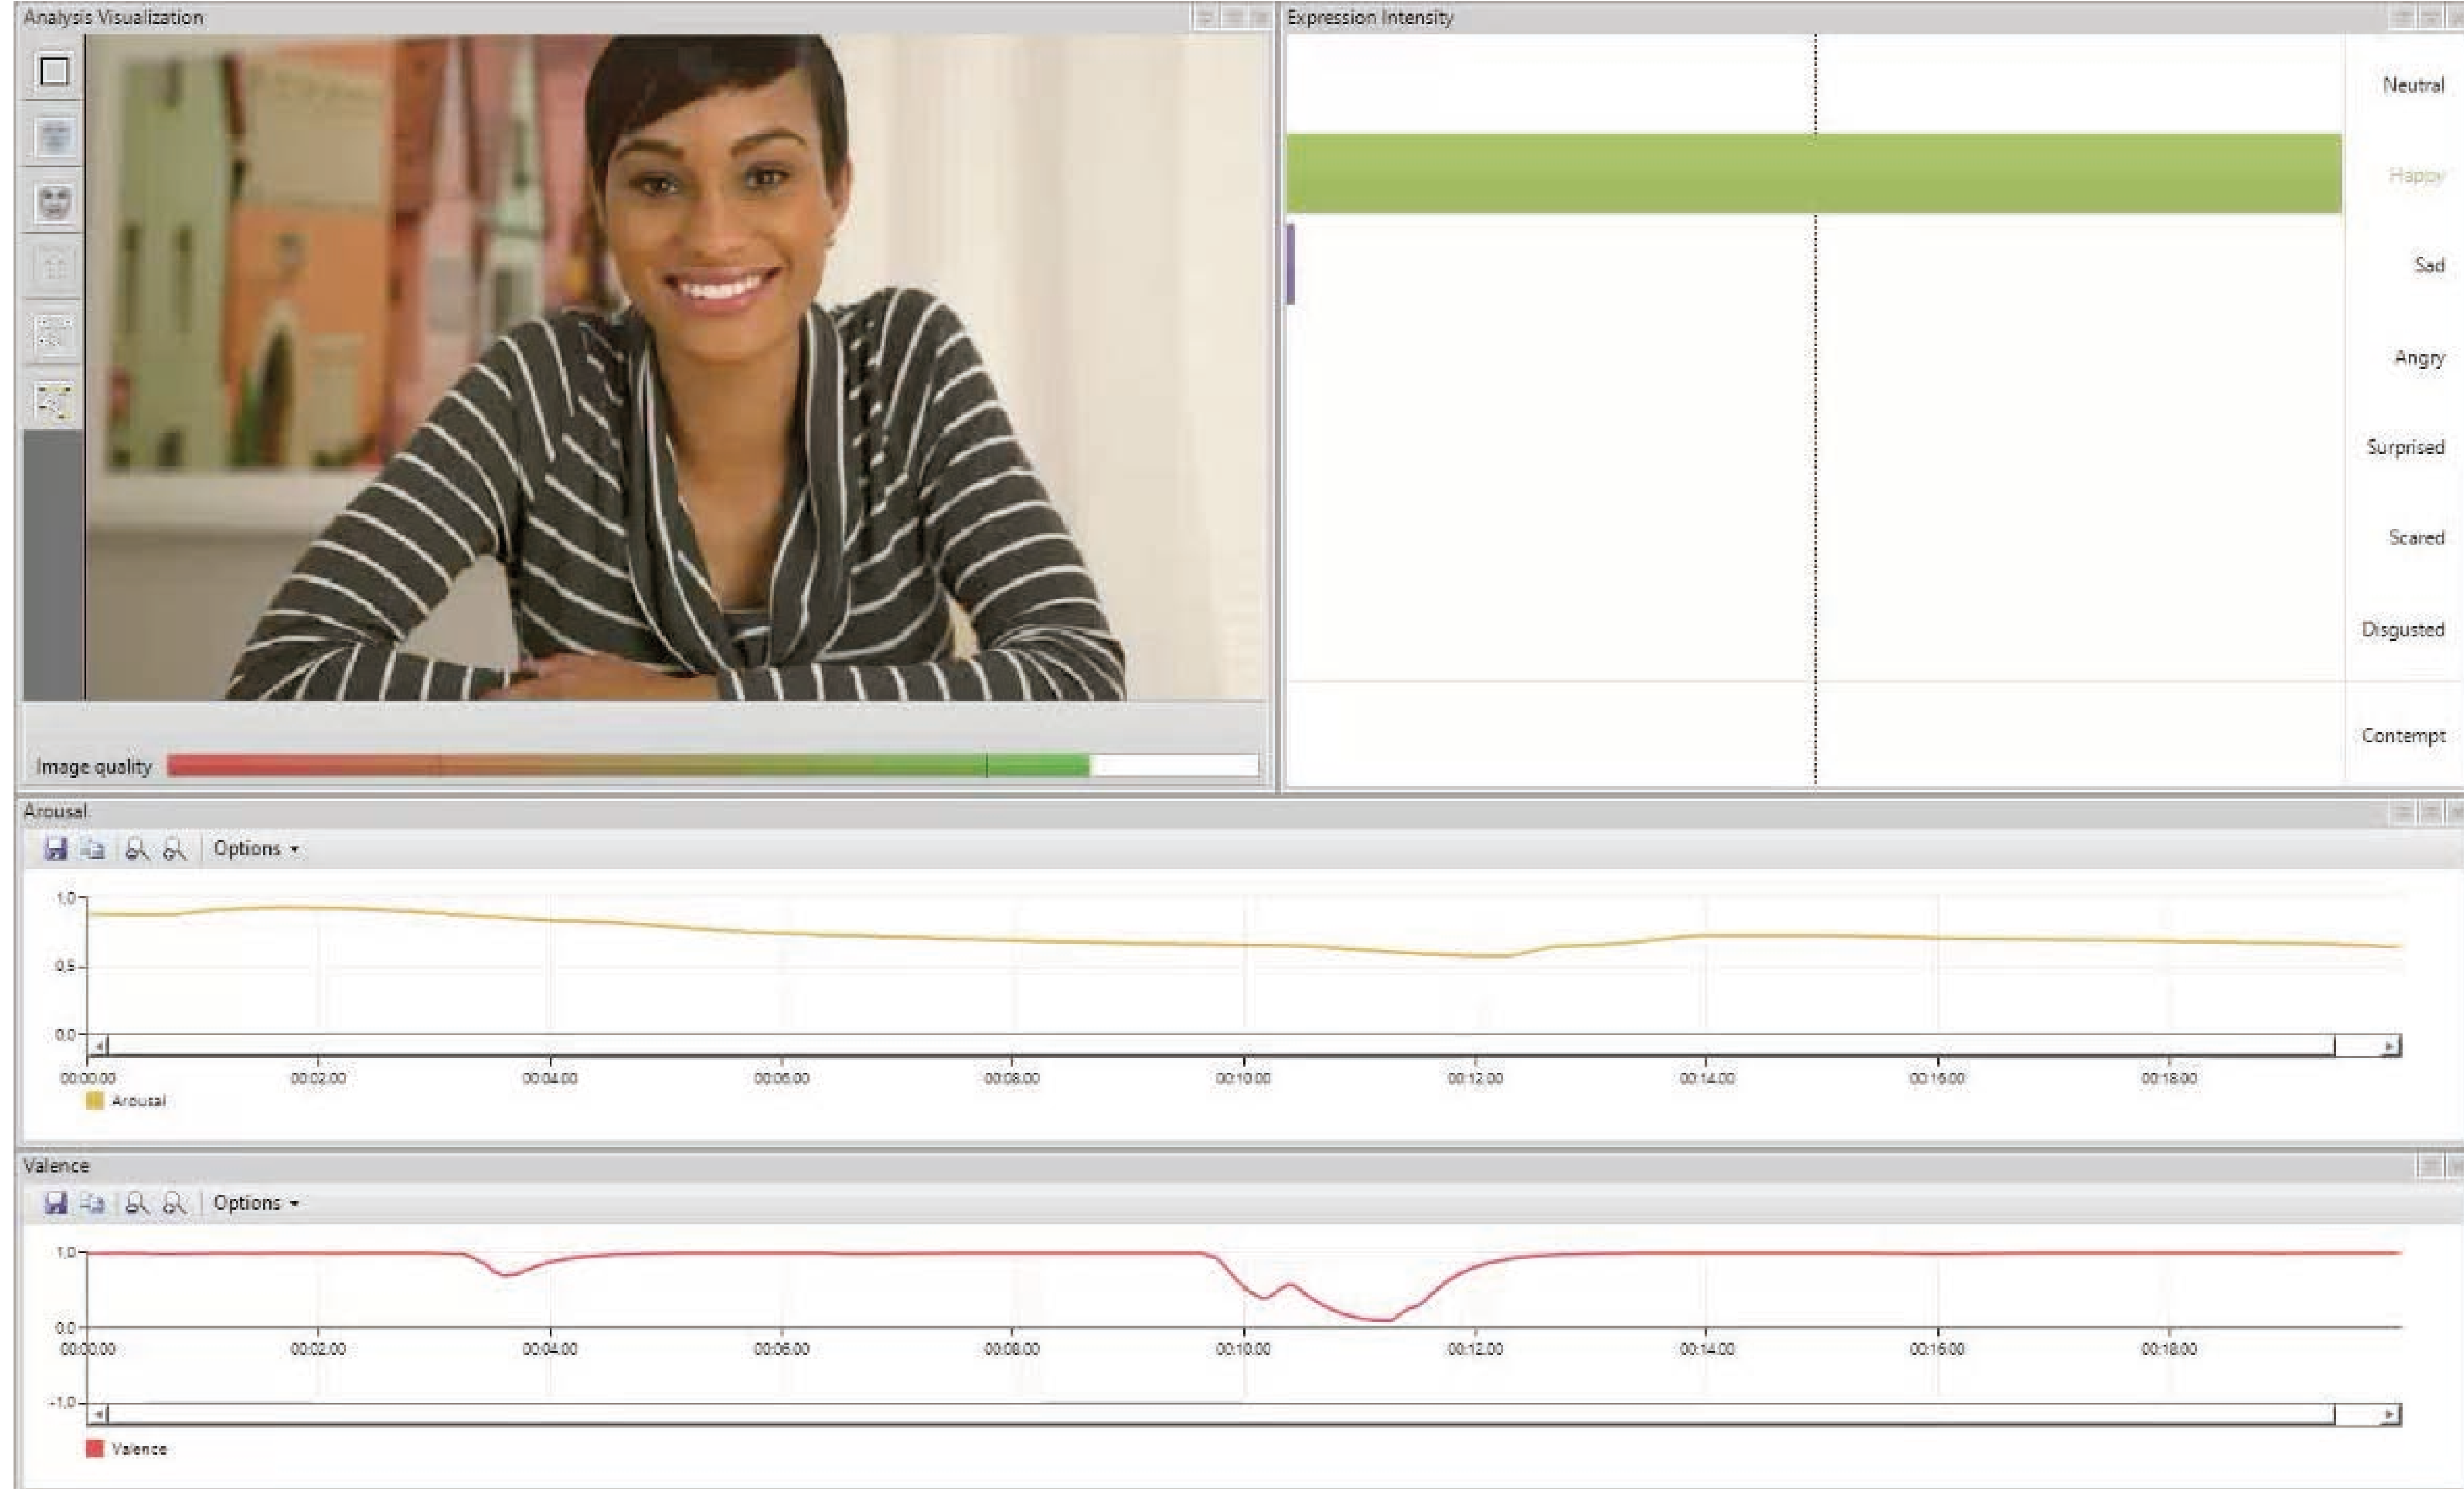 Analysis Visualization
Image quality
Expression Intensity
Neutral
Happy
Sad
Angry
Surprised
Scared
Disgusted
Contempt
Arousal
Options
1.0
0.5
0.0
00:00.00 00:02.00 00:04.00 00:06.00 00:08.00 00:10.00 00:12.00 00:14.00 00:16.00 00:18.00
Arousal
Valence
Options
1.0
0.0
00:00.00 00:02.00 00:04.00 00:06.00 00:08.00 00:10.00 00:12.00 00:14.00 00:16.00 00:18.00
-1.0
Valence